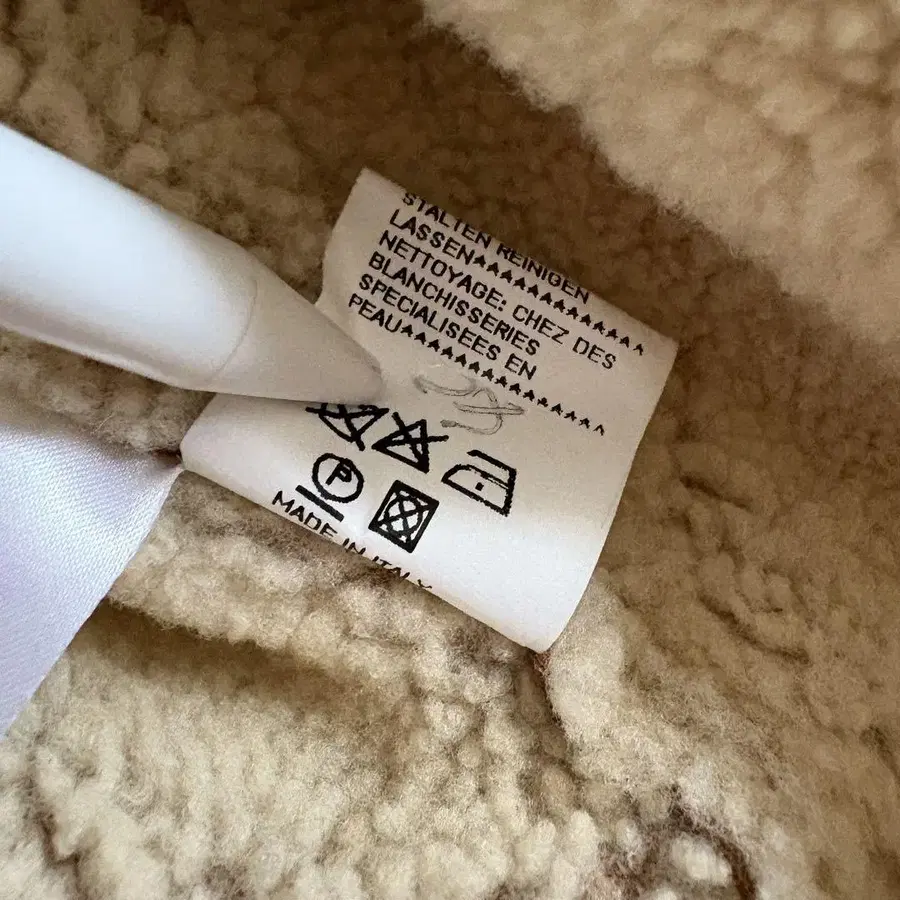 STALTEN REINIGEN
LASSEN^^^^^^^^^^^^^
NETTOYAGE: CHEZ DES
BLANCHISSERIES
SPECIALISEES EN
PEAU^^^^^^^^^^^^^^^
P
MADE IN ITALY